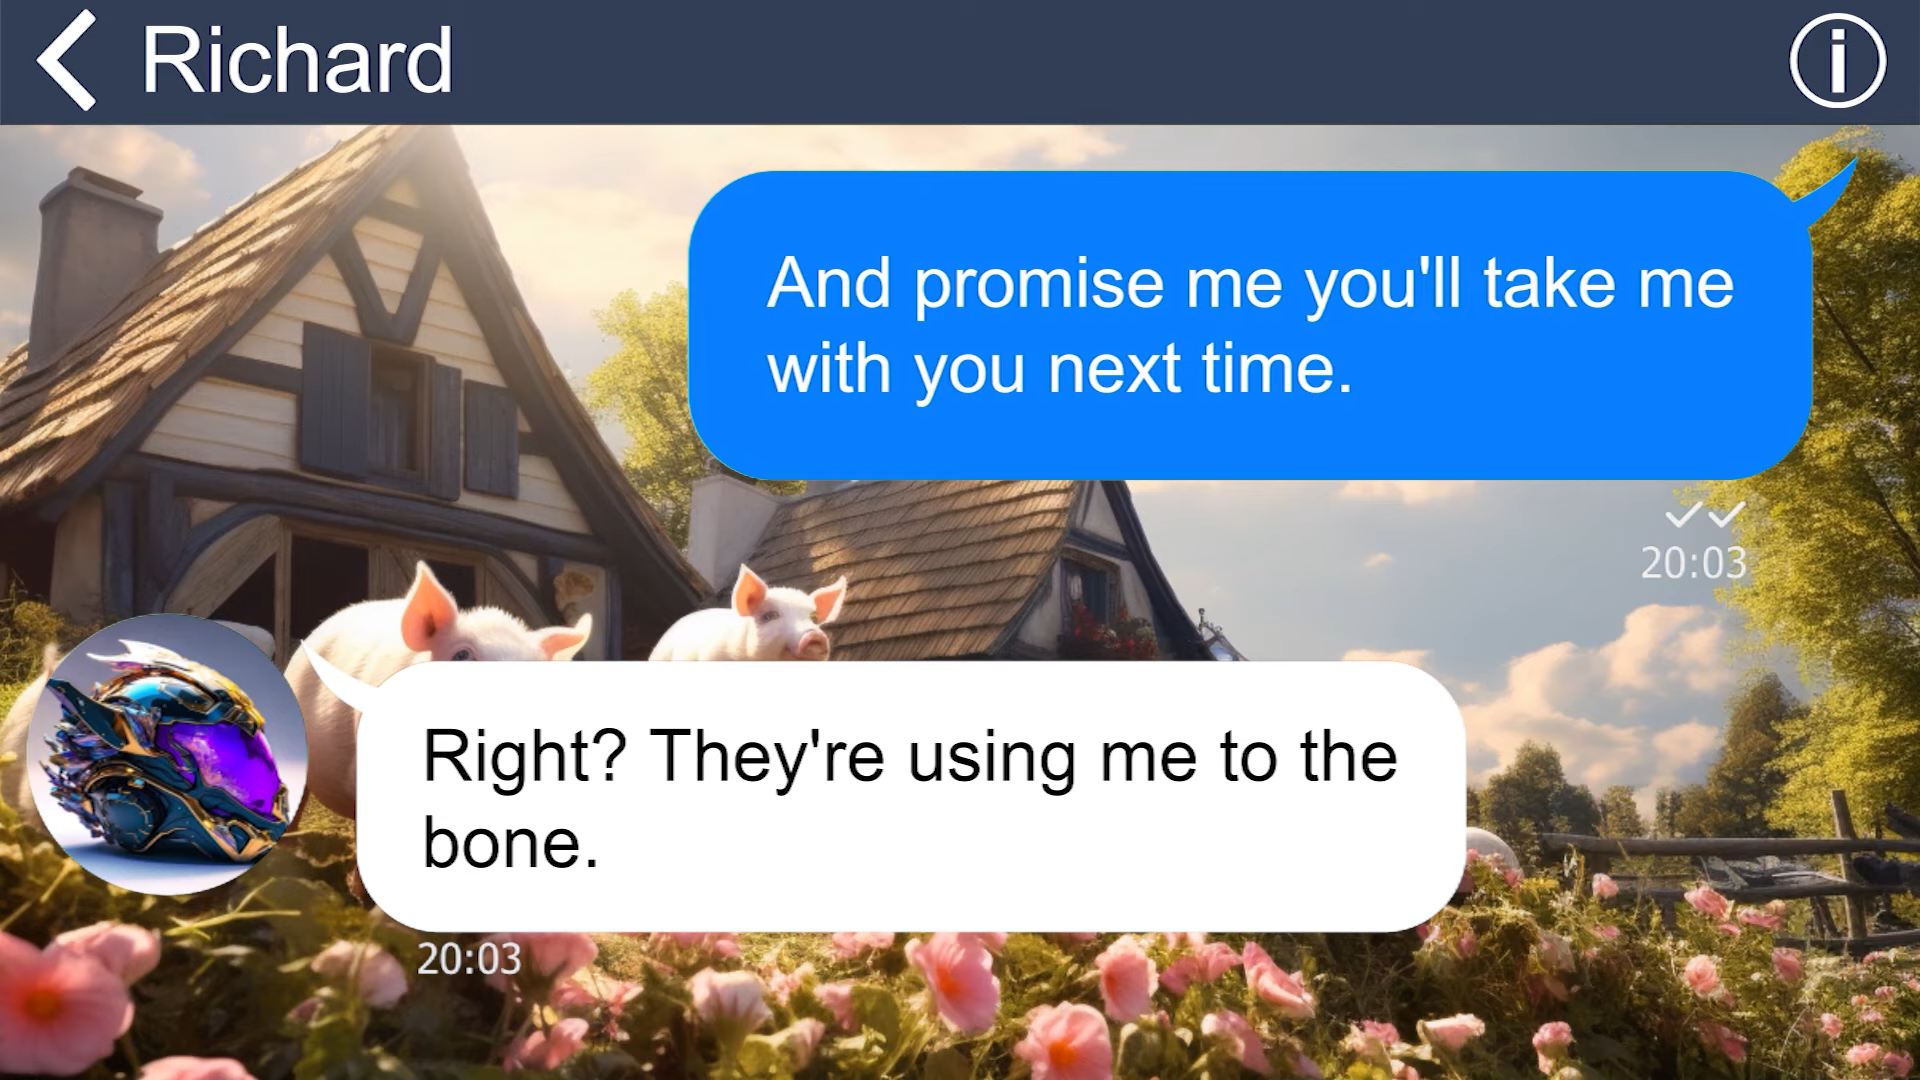 Richard
And promise me you'll take me
with you next time.
20:03
Right? They're using me to the
bone.
20:03